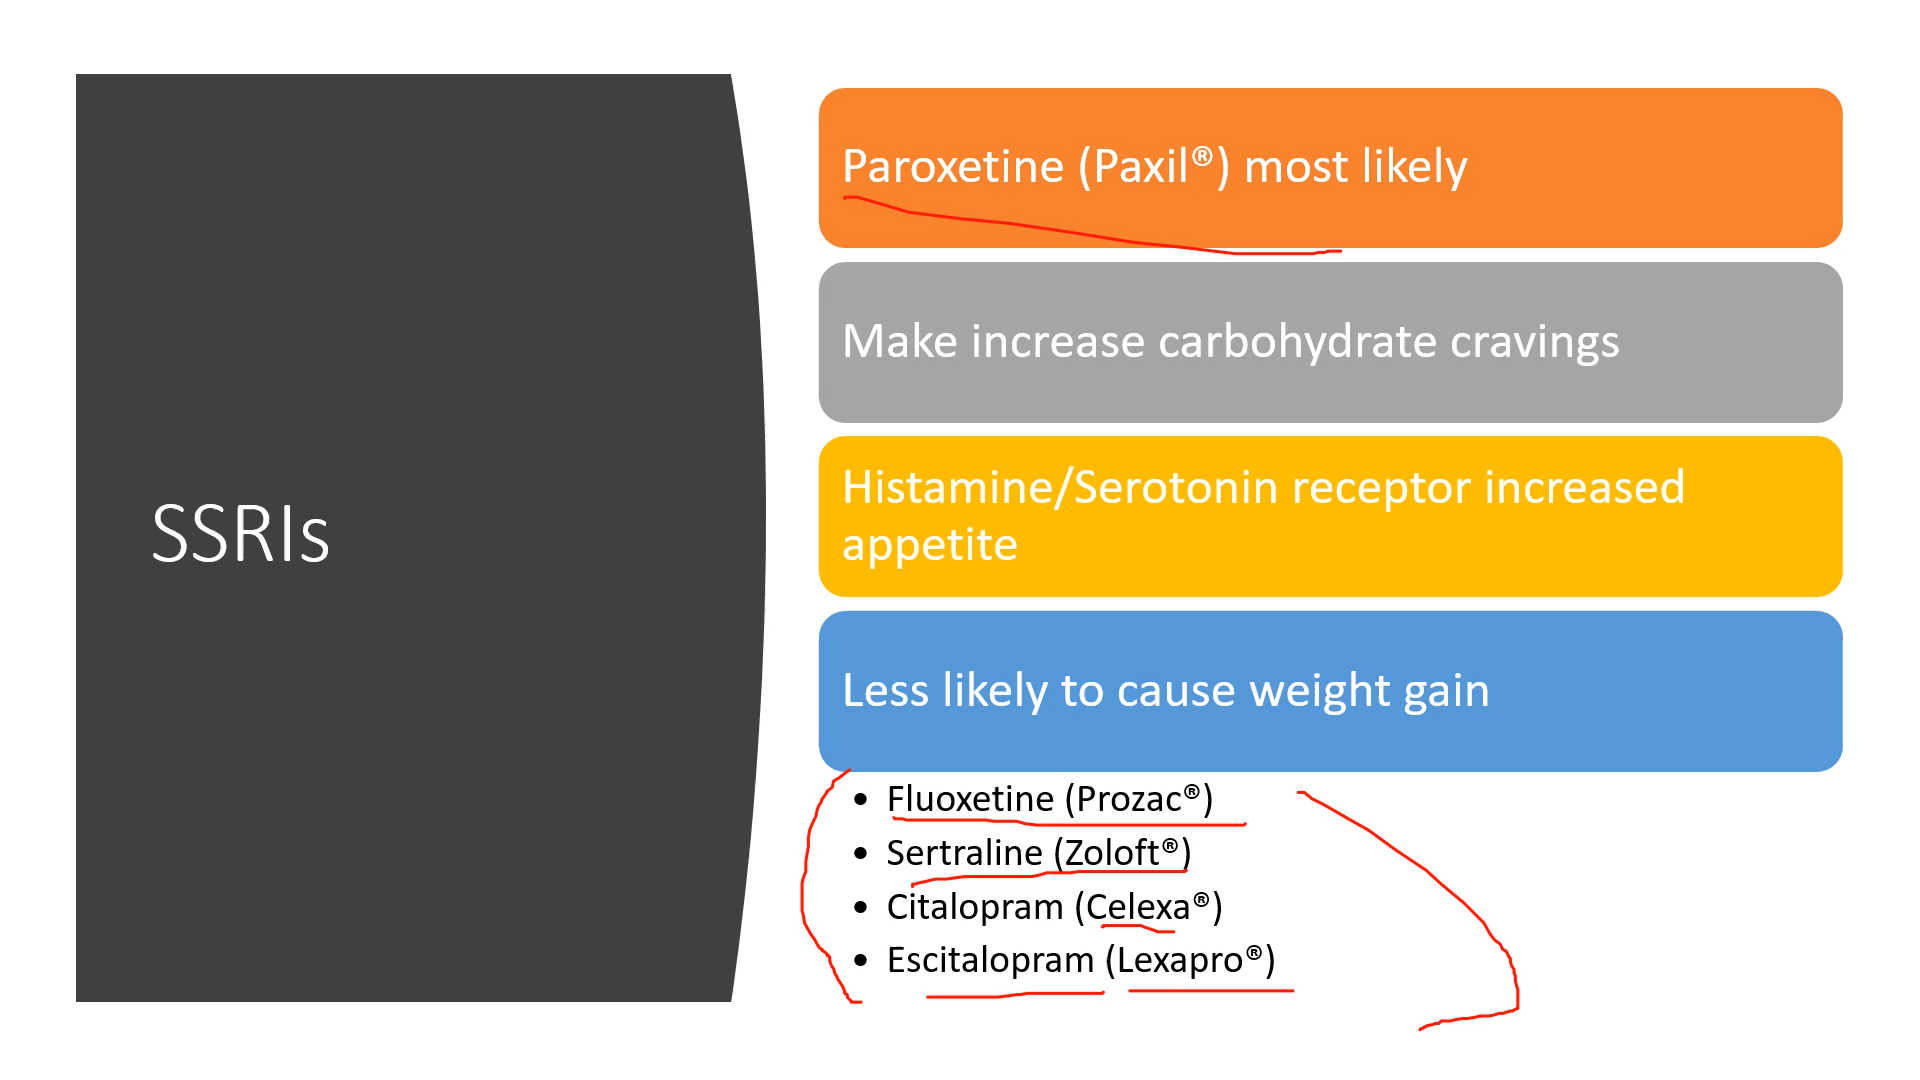 SSRIs
Paroxetine (Paxil®) most likely
Make increase carbohydrate cravings
Histamine/Serotonin receptor increased
appetite
Less likely to cause weight gain
• Fluoxetine (Prozac®)
• Sertraline (Zoloft®)
• Citalopram (Celexa®)
• Escitalopram (Lexapro®)